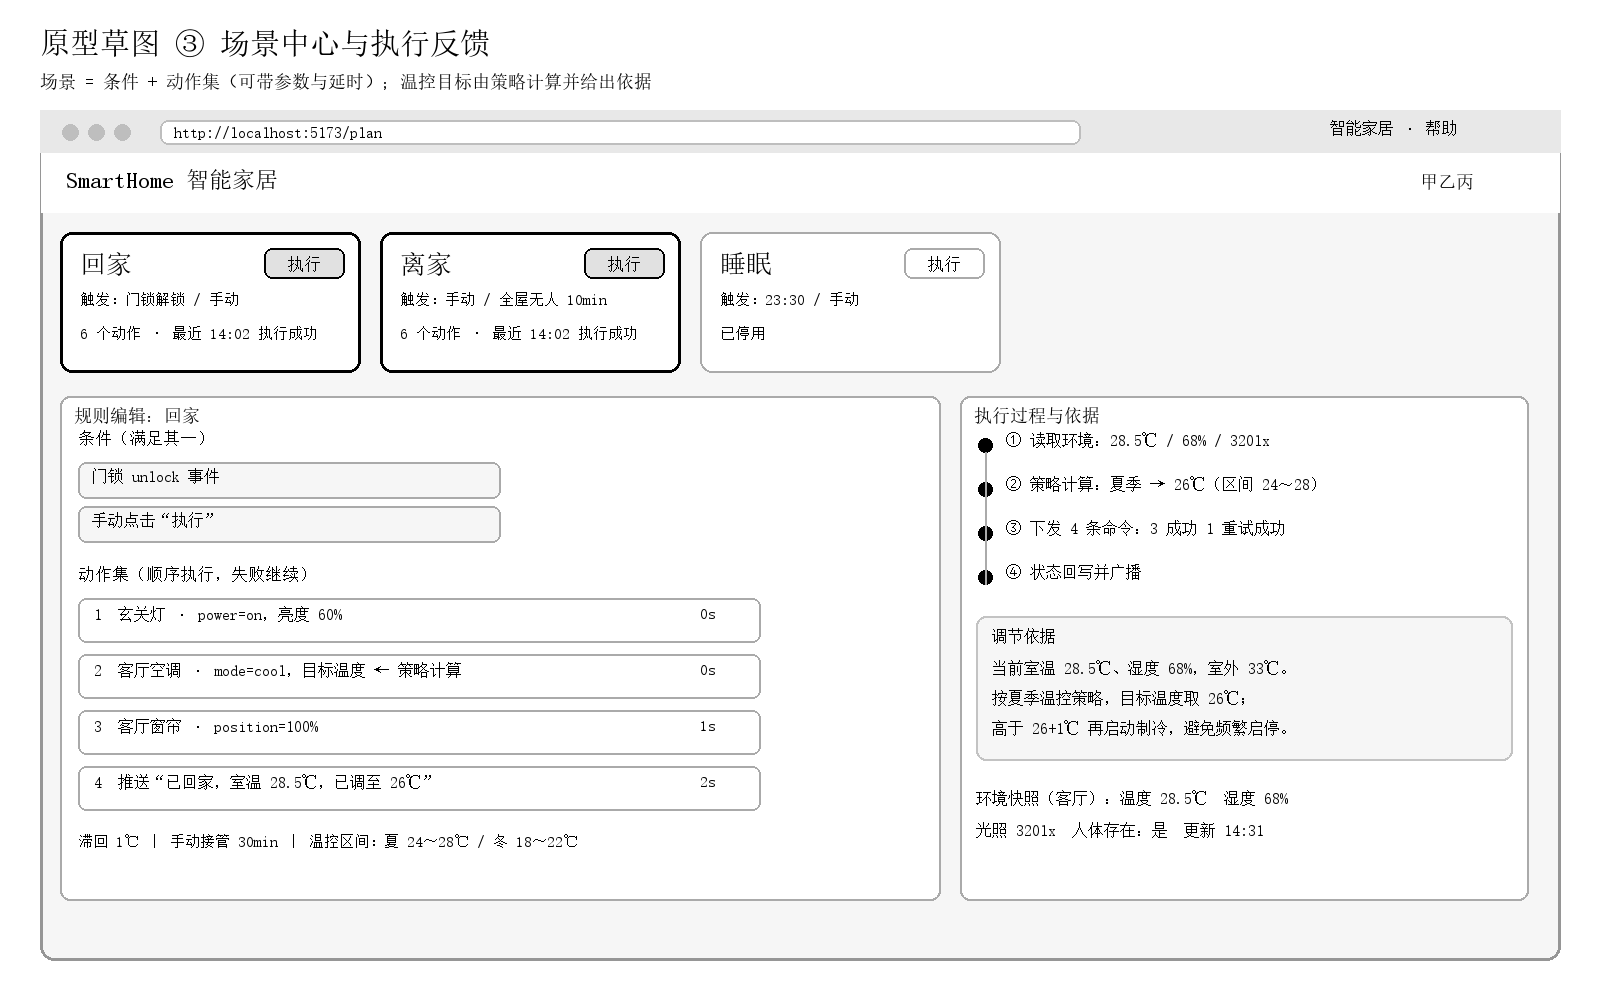 原型草图 ③ 场景中心与执行反馈
场景 = 条件 + 动作集（可带参数与延时）；温控目标由策略计算并给出依据
http://localhost:5173/plan
智能家居 · 帮助
SmartHome 智能家居
甲乙丙
回家
执行
触发：门锁解锁 / 手动
6 个动作 · 最近 14:02 执行成功
离家
执行
触发：手动 / 全屋无人 10min
6 个动作 · 最近 14:02 执行成功
睡眠
执行
触发：23:30 / 手动
已停用
规则编辑：回家
条件（满足其一）
门锁 unlock 事件
手动点击“执行”
动作集（顺序执行，失败继续）
1 玄关灯 · power=on，亮度 60% 0s
2 客厅空调 · mode=cool，目标温度 ← 策略计算 0s
3 客厅窗帘 · position=100% 1s
4 推送“已回家，室温 28.5℃，已调至 26℃” 2s
滞回 1℃ | 手动接管 30min | 温控区间：夏 24～28℃ / 冬 18～22℃
执行过程与依据
① 读取环境：28.5℃ / 68% / 320lx
② 策略计算：夏季 → 26℃（区间 24～28）
③ 下发 4 条命令：3 成功 1 重试成功
④ 状态回写并广播
调节依据
当前室温 28.5℃、湿度 68%，室外 33℃。
按夏季温控策略，目标温度取 26℃；
高于 26+1℃ 再启动制冷，避免频繁启停。
环境快照（客厅）：温度 28.5℃ 湿度 68%
光照 320lx 人体存在：是 更新 14:31